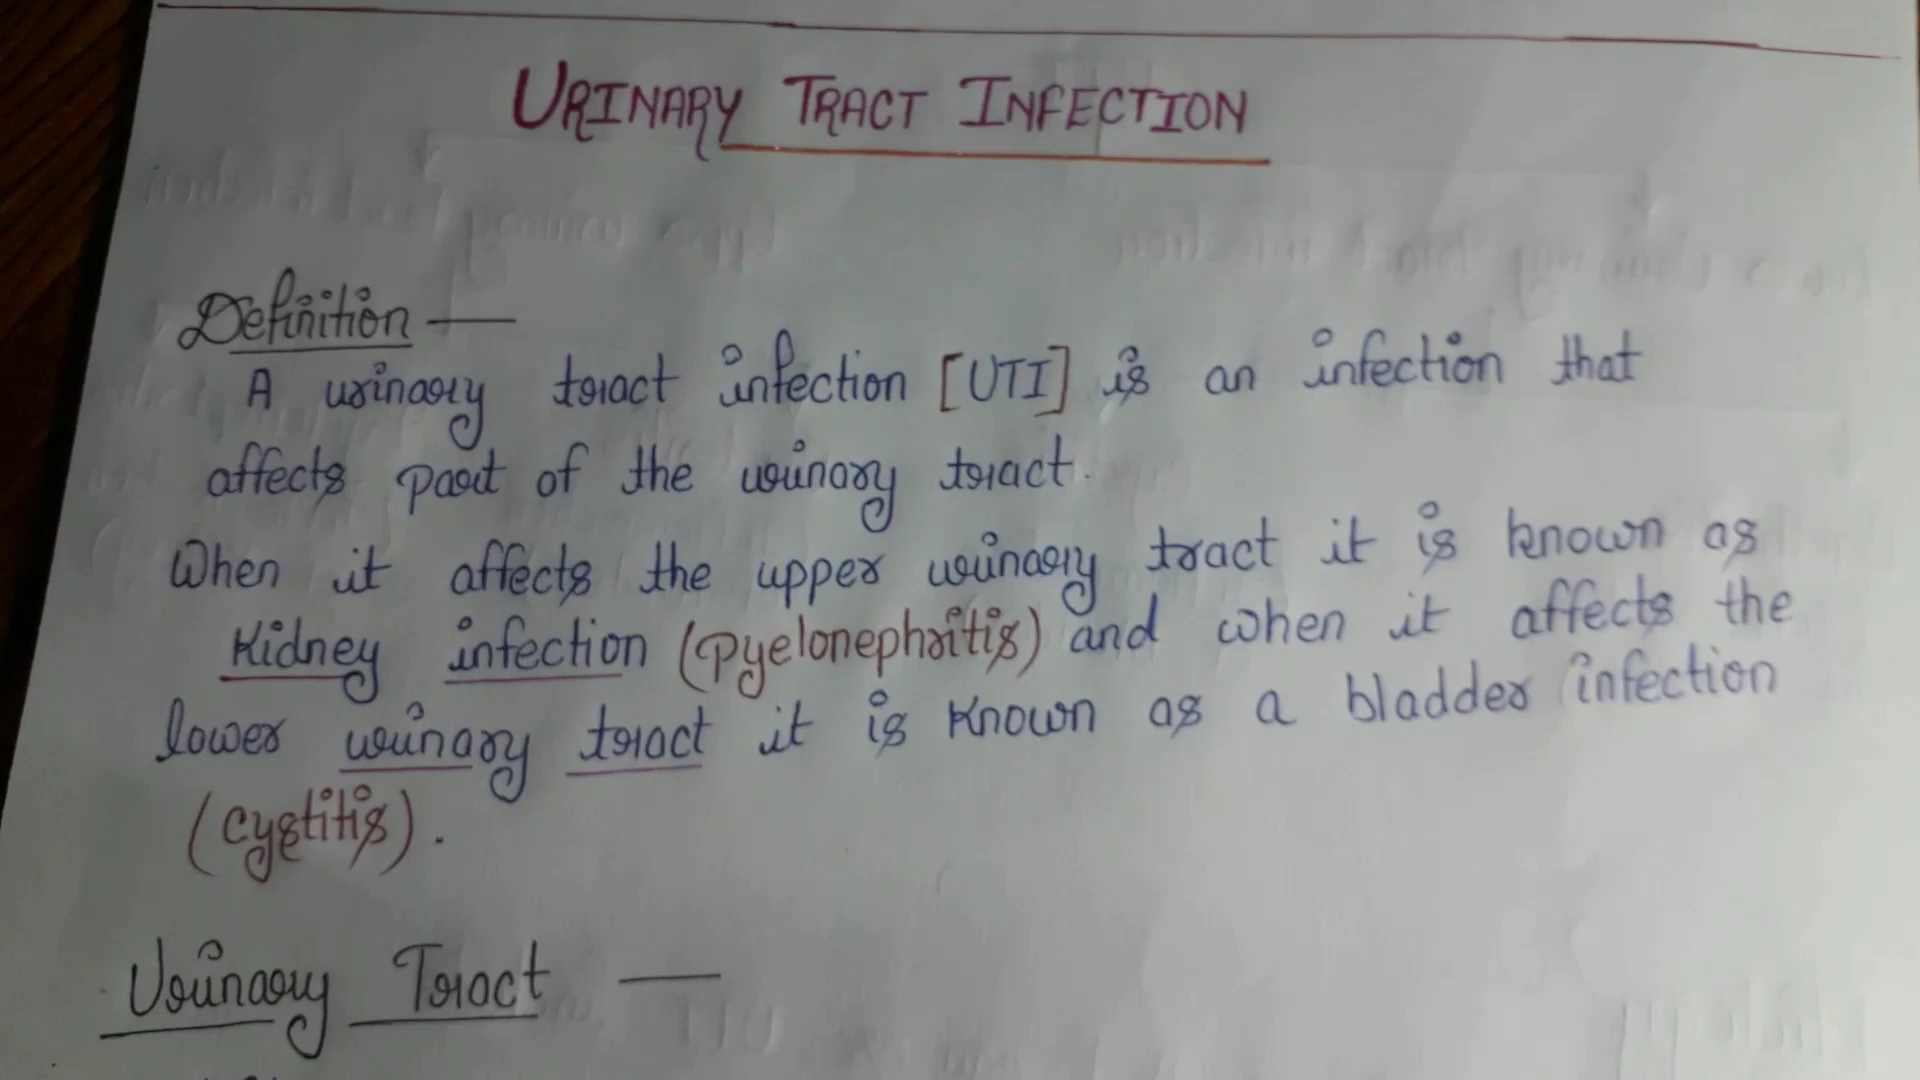 URINARY TRACT INFECTION
Definition —
A urinary tract infection [UTI] is an infection that
affects part of the urinary tract.
When it affects the upper urinary tract it is known as
Kidney infection (pyelonephritis) and when it affects the
lower urinary tract it is known as a bladder infection
(cystitis).
Urinary Tract —